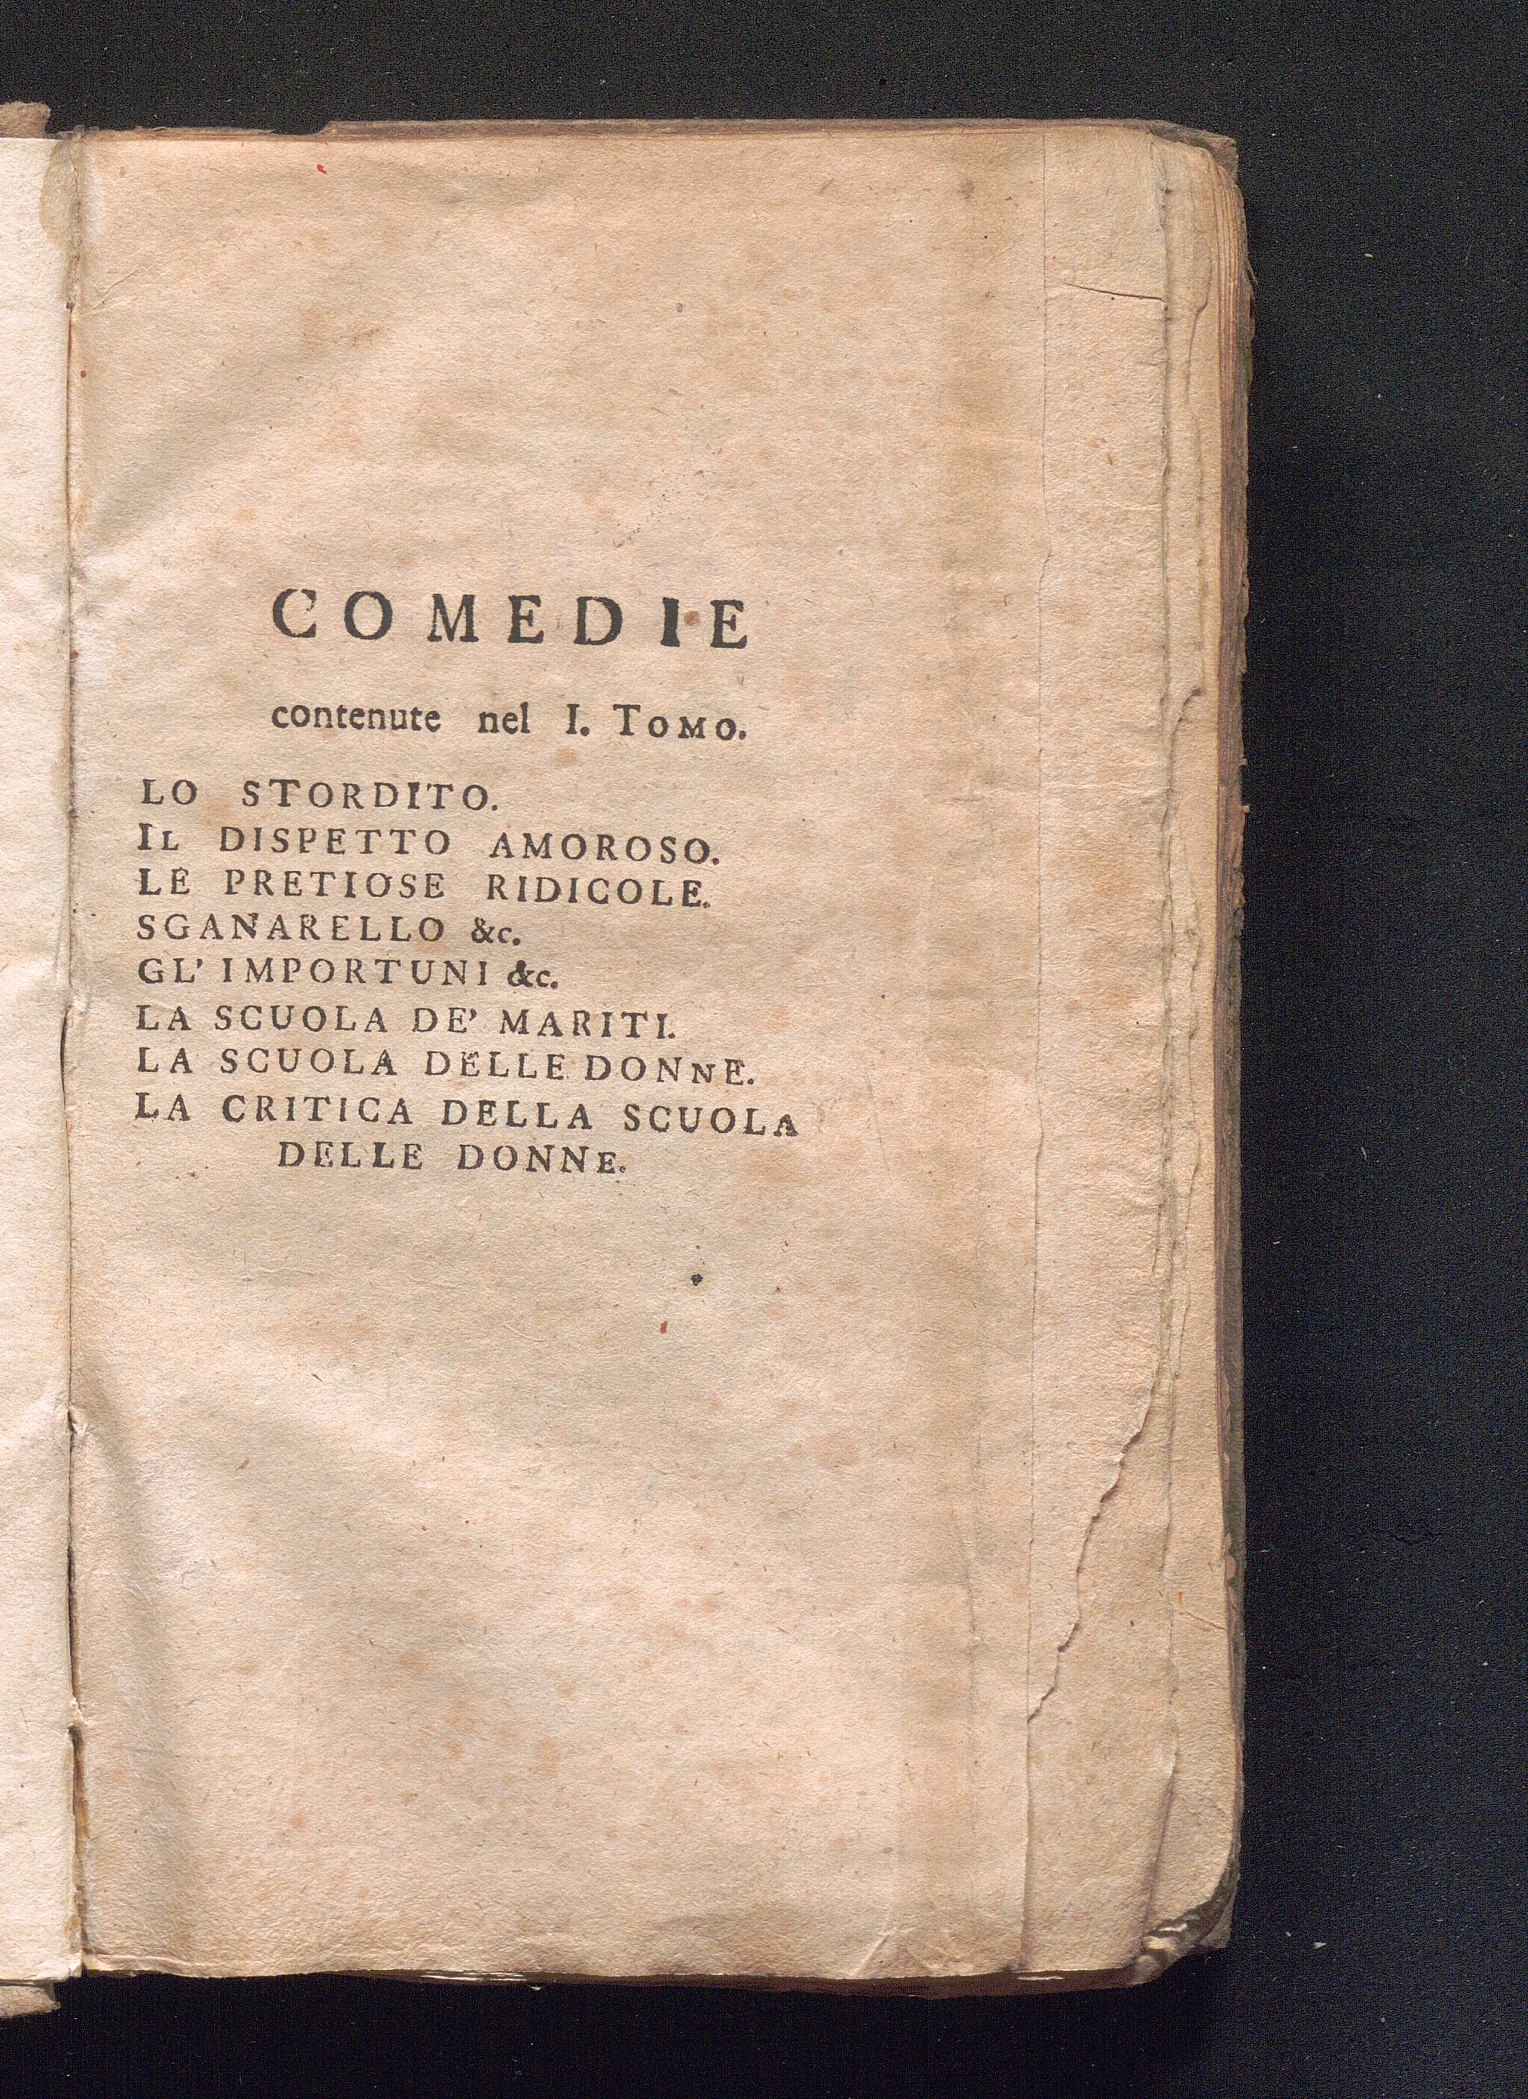 COMEDIE
contenute nel I. TOMO.
LO STORDITO.
IL DISPETTO AMOROSO.
LE PRETIOSE RIDICOLE.
SGANARELLO &c.
GL' IMPORTUNI &c.
LA SCUOLA DE' MARITI.
LA SCUOLA DELLE DONNE.
LA CRITICA DELLA SCUOLA
DELLE DONNE.